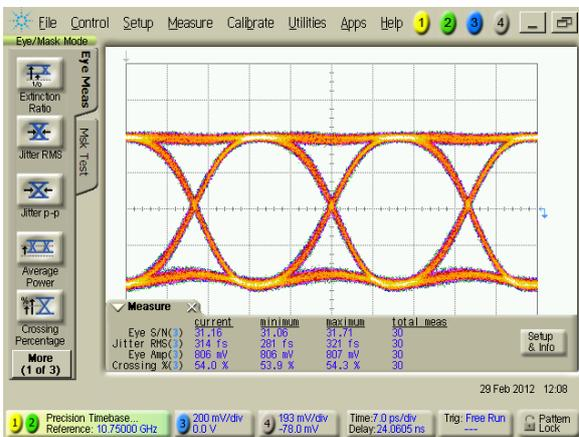 File Control Setup Measure Calibrate Utilities Apps Help 1 2 3 4
Eye/Mask Mode
Eye Meas
Msk Test
1/0
Extinction
Ratio
Jitter RMS
Jitter p-p
Average
Power
%
Crossing
Percentage
More
(1 of 3)
Measure
current minimum maximum total meas
Eye S/N(3) 31.16 31.06 31.71 30
Jitter RMS(3) 314 fs 281 fs 321 fs 30
Eye Amp(3) 806 mV 806 mV 807 mV 30
Crossing %(3) 54.0 % 53.9 % 54.3 % 30
Setup
& Info
29 Feb 2012 12:08
1 2 Precision Timebase...
Reference: 10.75000 GHz
3 200 mV/div
0.0 V
4 193 mV/div
-78.0 mV
Time:7.0 ps/div
Delay:24.0605 ns
Trig: Free Run
---
Pattern
Lock